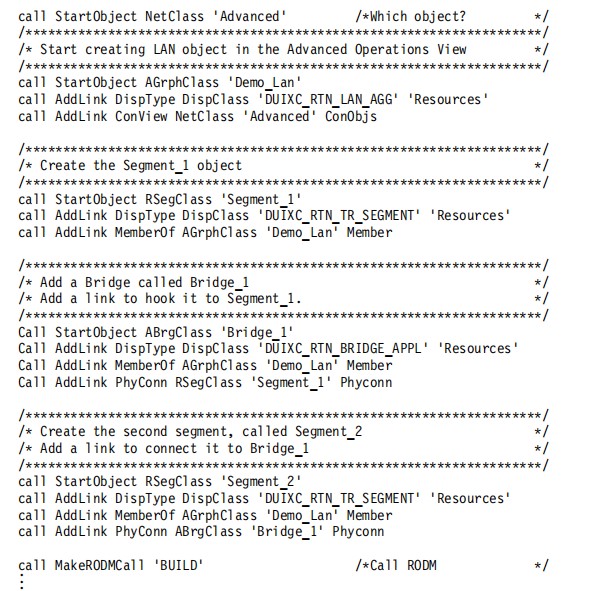 call StartObject NetClass 'Advanced'         /*Which object?         */
/*******************************************************************/
/* Start creating LAN object in the Advanced Operations View         */
/*******************************************************************/
call StartObject AGrphClass 'Demo_Lan'
call AddLink DispType DispClass 'DUIXC_RTN_LAN_AGG' 'Resources'
call AddLink ConView NetClass 'Advanced' ConObjs
/*******************************************************************/
/* Create the Segment_1 object                                       */
/*******************************************************************/
call StartObject RSegClass 'Segment_1'
call AddLink DispType DispClass 'DUIXC_RTN_TR_SEGMENT' 'Resources'
call AddLink MemberOf AGrphClass 'Demo_Lan' Member
/*******************************************************************/
/* Add a Bridge called Bridge_1                                      */
/* Add a link to hook it to Segment_1.                               */
/*******************************************************************/
Call StartObject ABrgClass 'Bridge_1'
Call AddLink DispType DispClass 'DUIXC_RTN_BRIDGE_APPL' 'Resources'
Call AddLink MemberOf AGrphClass 'Demo_Lan' Member
Call AddLink PhyConn RSegClass 'Segment_1' Phyconn
/*******************************************************************/
/* Create the second segment, called Segment_2                       */
/* Add a link to connect it to Bridge_1                              */
/*******************************************************************/
call StartObject RSegClass 'Segment_2'
call AddLink DispType DispClass 'DUIXC_RTN_TR_SEGMENT' 'Resources'
call AddLink MemberOf AGrphClass 'Demo_Lan' Member
call AddLink PhyConn ABrgClass 'Bridge_1' Phyconn
call MakeRODMCall 'BUILD'                    /*Call RODM             */
⋮